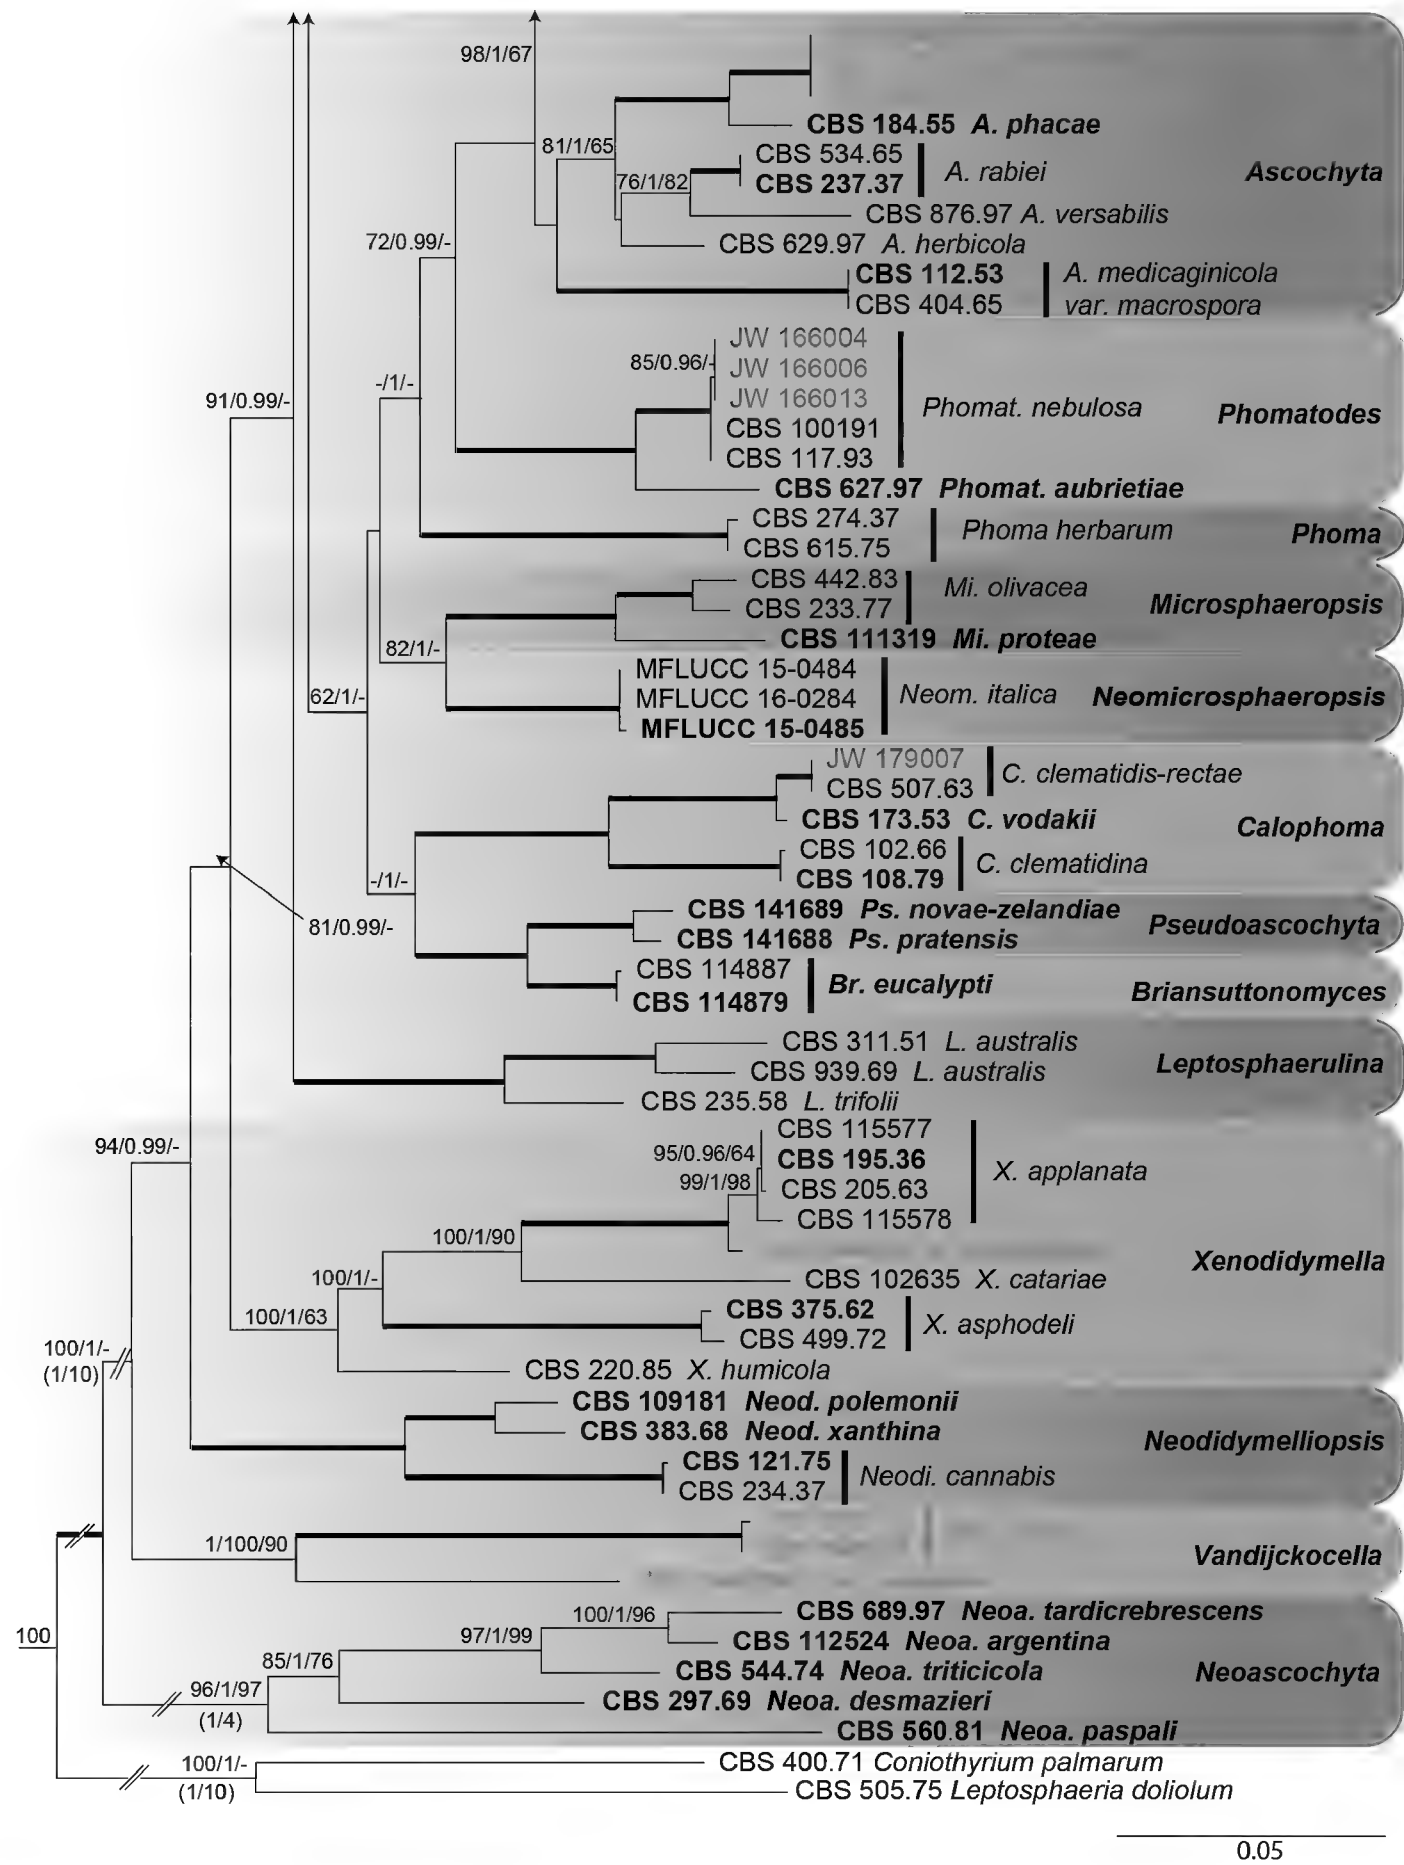 98/1/67
CBS 184.55 A. phacae
81/1/65
CBS 534.65
A. rabiei
Ascochyta
76/1/82
CBS 237.37
CBS 876.97 A. versabilis
72/0.99/-
CBS 629.97 A. herbicola
CBS 112.53
A. medicaginicola
CBS 404.65
var. macrospora
JW 166004
85/0.96/-
JW 166006
-/1/-
JW 166013
91/0.99/-
Phomat. nebulosa
Phomatodes
CBS 100191
CBS 117.93
CBS 627.97 Phomat. aubrietiae
CBS 274.37
Phoma herbarum
Phoma
CBS 615.75
CBS 442.83
Mi. olivacea
Microsphaeropsis
CBS 233.77
CBS 111319 Mi. proteae
82/1/-
MFLUCC 15-0484
62/1/-
MFLUCC 16-0284
Neom. italica
Neomicrosphaeropsis
MFLUCC 15-0485
JW 179007
C. clematidis-rectae
CBS 507.63
CBS 173.53 C. vodakii
Calophoma
CBS 102.66
C. clematidina
-/1/-
CBS 108.79
CBS 141689 Ps. novae-zelandiae
Pseudoascochyta
81/0.99/-
CBS 141688 Ps. pratensis
CBS 114887
Br. eucalypti
Briansuttonomyces
CBS 114879
CBS 311.51 L. australis
Leptosphaerulina
CBS 939.69 L. australis
CBS 235.58 L. trifolii
CBS 115577
94/0.99/-
95/0.96/64
CBS 195.36
X. applanata
99/1/98
CBS 205.63
CBS 115578
100/1/90
Xenodidymella
100/1/-
CBS 102635 X. catariae
CBS 375.62
100/1/63
X. asphodeli
CBS 499.72
100/1/-
(1/10)
CBS 220.85 X. humicola
CBS 109181 Neod. polemonii
CBS 383.68 Neod. xanthina
Neodidymelliopsis
CBS 121.75
Neodi. cannabis
CBS 234.37
1/100/90
Vandijckocella
100/1/96
CBS 689.97 Neoa. tardicrebrescens
100
97/1/99
CBS 112524 Neoa. argentina
85/1/76
CBS 544.74 Neoa. triticicola
Neoascochyta
96/1/97
(1/4)
CBS 297.69 Neoa. desmazieri
CBS 560.81 Neoa. paspali
100/1/-
(1/10)
CBS 400.71 Coniothyrium palmarum
CBS 505.75 Leptosphaeria doliolum
0.05